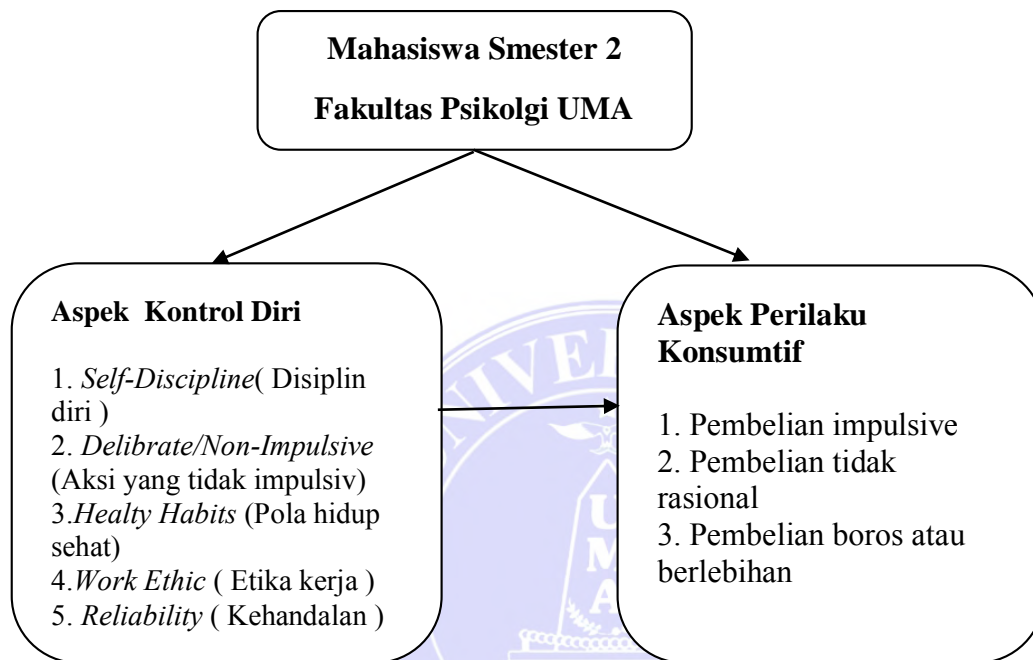 Mahasiswa Smester 2
Fakultas Psikolgi UMA
Aspek Kontrol Diri
1. Self-Discipline( Disiplin
diri )
2. Delibrate/Non-Impulsive
(Aksi yang tidak impulsiv)
3.Healty Habits (Pola hidup
sehat)
4.Work Ethic ( Etika kerja )
5. Reliability ( Kehandalan )
Aspek Perilaku
Konsumtif
1. Pembelian impulsive
2. Pembelian tidak
rasional
3. Pembelian boros atau
berlebihan
UMA